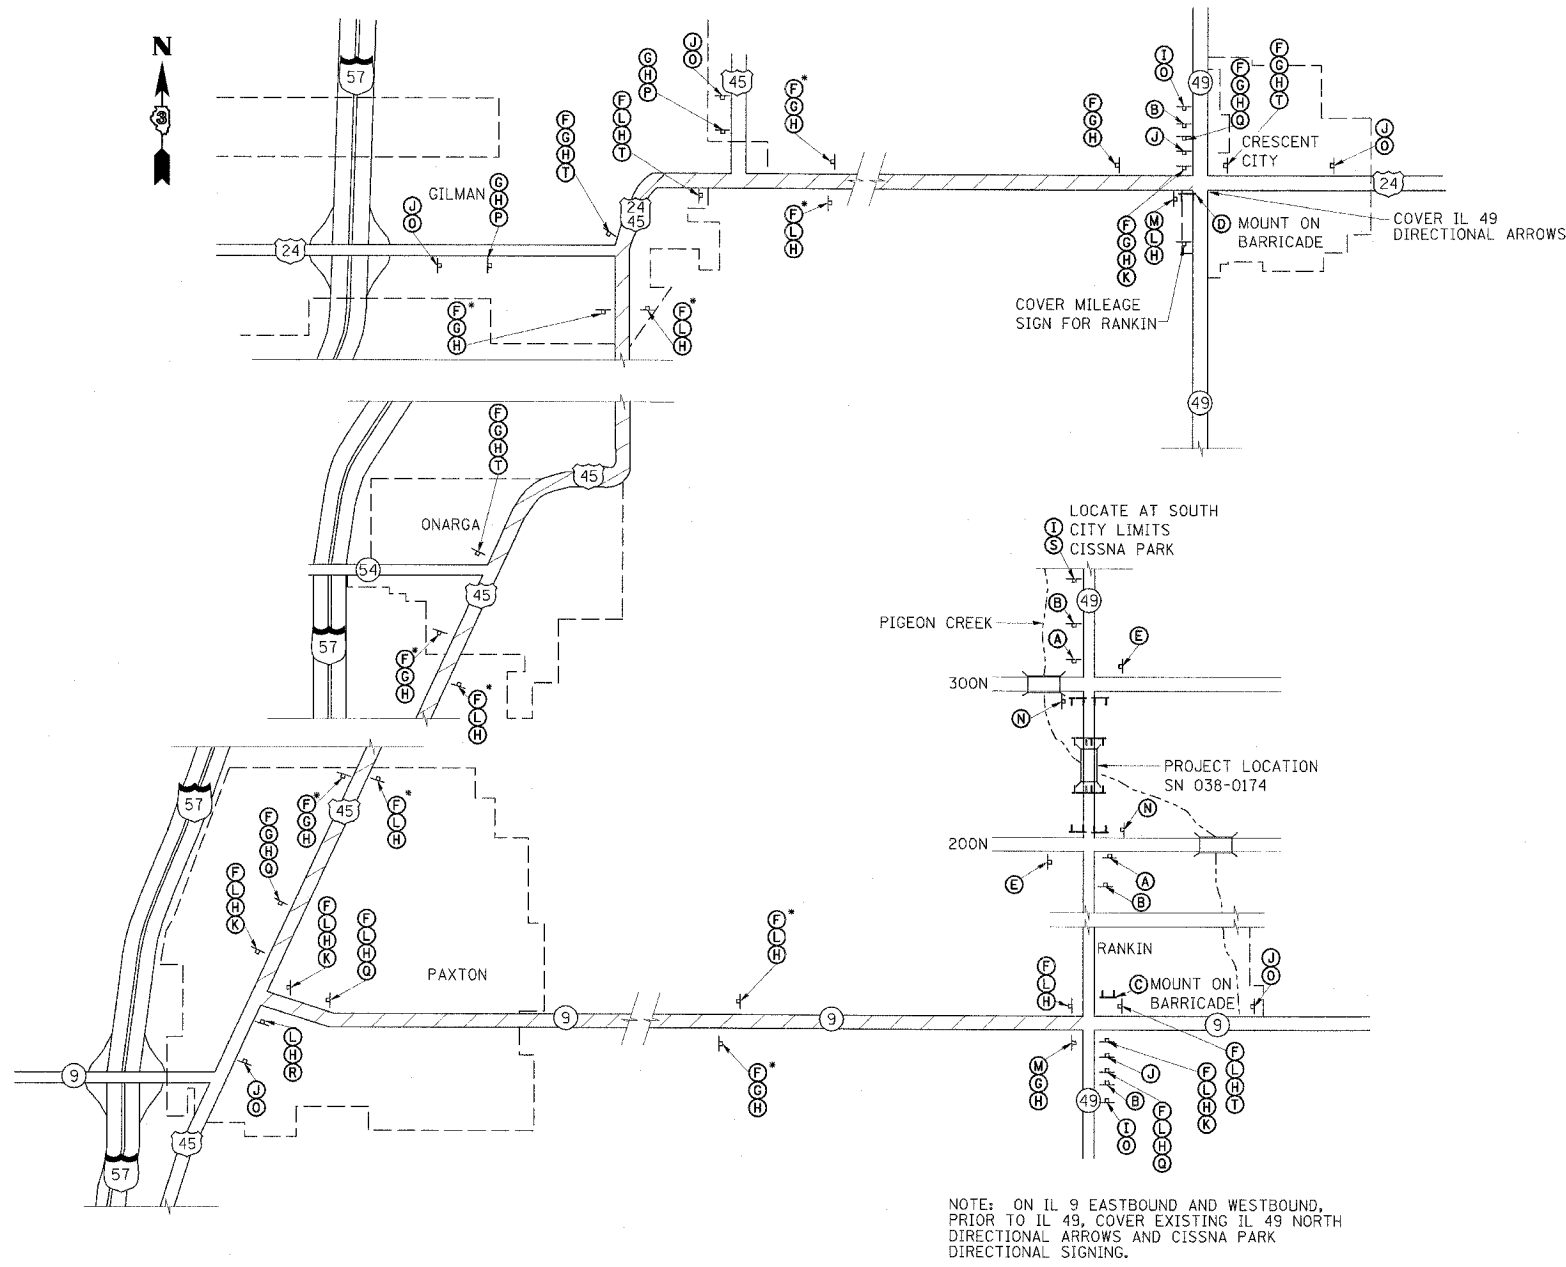 N
3
57
GILMAN
J
O
G
H
P
F
G
H
T
F
L
H
T
G
H
P
J
O
45
F*
G
H
24
24
45
F*
L
H
F*
G
H
F
L
H*
F
G
H
I
O
B
J
49
F
G
H
Q
F
G
H
T
CRESCENT
CITY
J
O
24
F
G
H
K
M
L
H
D MOUNT ON
BARRICADE
COVER IL 49
DIRECTIONAL ARROWS
COVER MILEAGE
SIGN FOR RANKIN
49
F
G
H
T
45
ONARGA
54
45
57
F*
G
H
F*
L
H
LOCATE AT SOUTH
CITY LIMITS
CISSNA PARK
I
S
49
B
A
E
PIGEON CREEK
300N
N
PROJECT LOCATION
SN 038-0174
N
200N
E
A
B
57
F*
G
H
45
F*
L
H
F
G
H
Q
F
L
H
K
F
L
H
K
F
L
H
Q
PAXTON
F*
L
H
9
9
F*
G
H
L
H
R
J
O
9
45
57
RANKIN
F
L
H
C MOUNT ON
BARRICADE
J
O
9
M
G
H
49
J
B
I
O
F
L
H
Q
F
L
H
K
F
L
H
T
NOTE: ON IL 9 EASTBOUND AND WESTBOUND,
PRIOR TO IL 49, COVER EXISTING IL 49 NORTH
DIRECTIONAL ARROWS AND CISSNA PARK
DIRECTIONAL SIGNING.